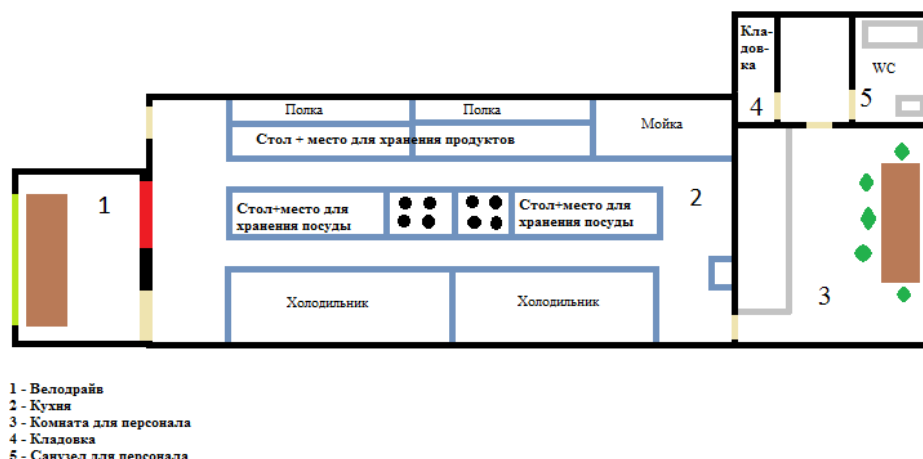 Кла-
дов-
ка
WC
4
5
Полка
Полка
Мойка
Стол + место для хранения продуктов
1
2
Стол+место для
хранения посуды
Стол+место для
хранения посуды
Холодильник
Холодильник
3
1 - Велодрайв
2 - Кухня
3 - Комната для персонала
4 - Кладовка
5 - Санузел для персонала